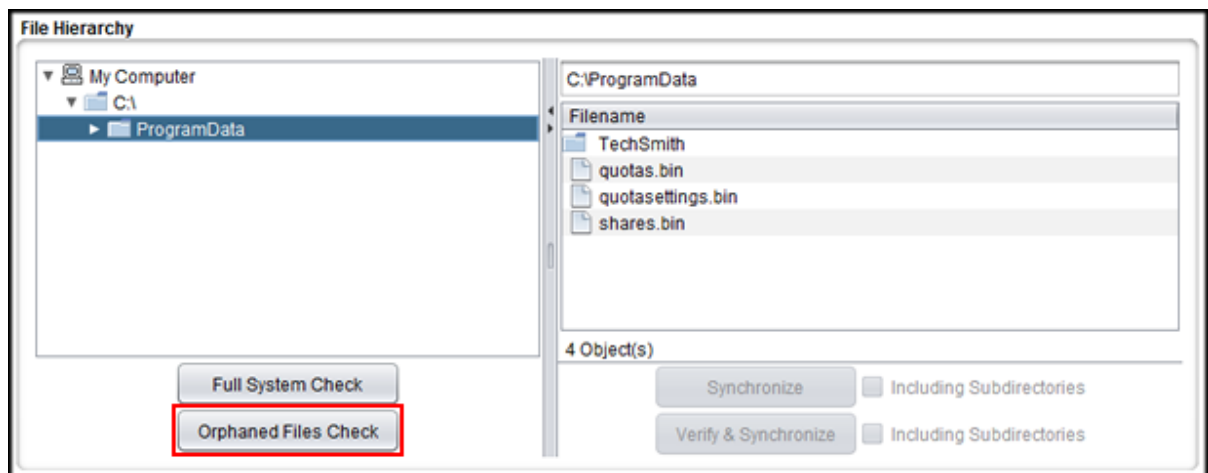 File Hierarchy
My Computer
C:\
ProgramData
Full System Check
Orphaned Files Check
C:\ProgramData
Filename
TechSmith
quotas.bin
quotasettings.bin
shares.bin
4 Object(s)
Synchronize Including Subdirectories
Verify & Synchronize Including Subdirectories